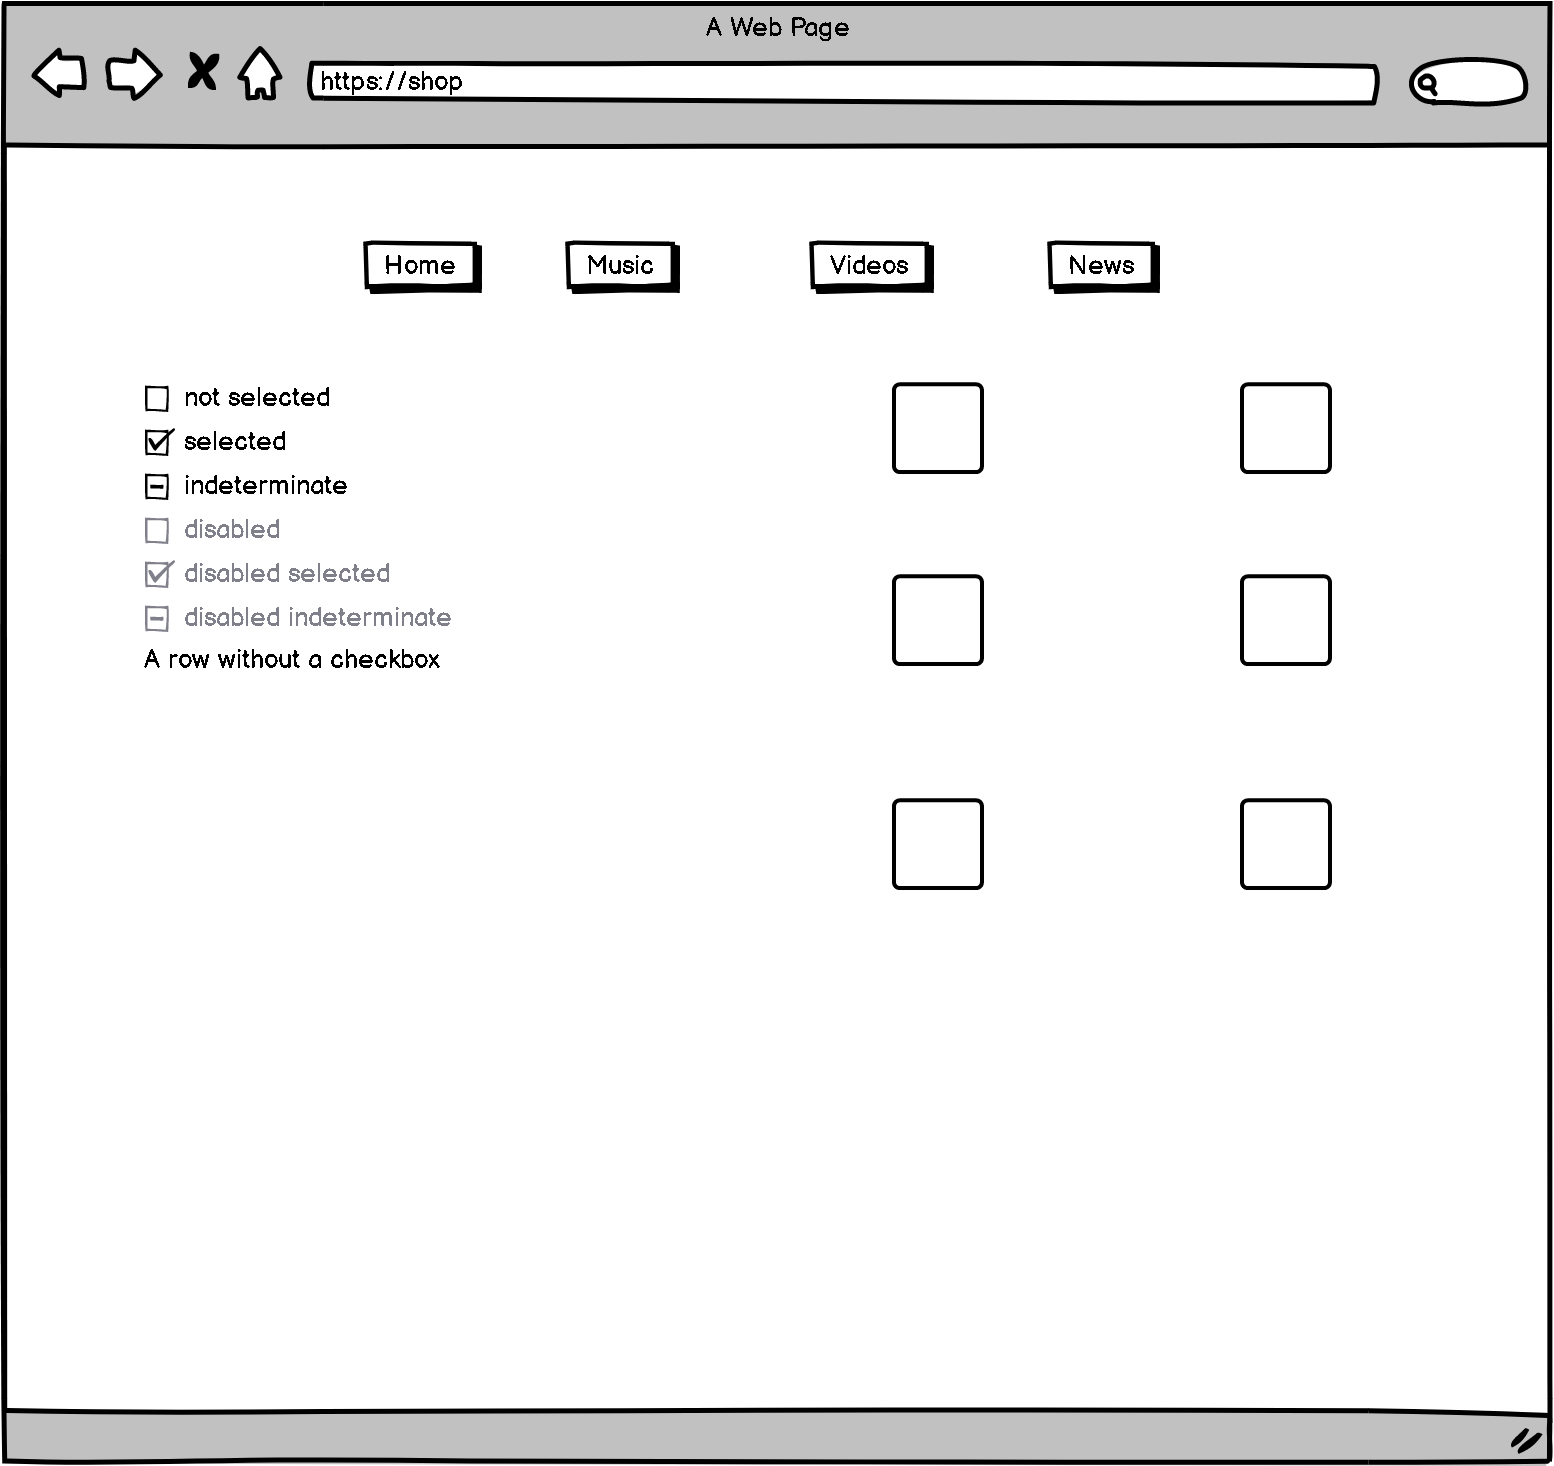 A Web Page
https://shop
Home Music Videos News
not selected
selected
indeterminate
disabled
disabled selected
disabled indeterminate
A row without a checkbox